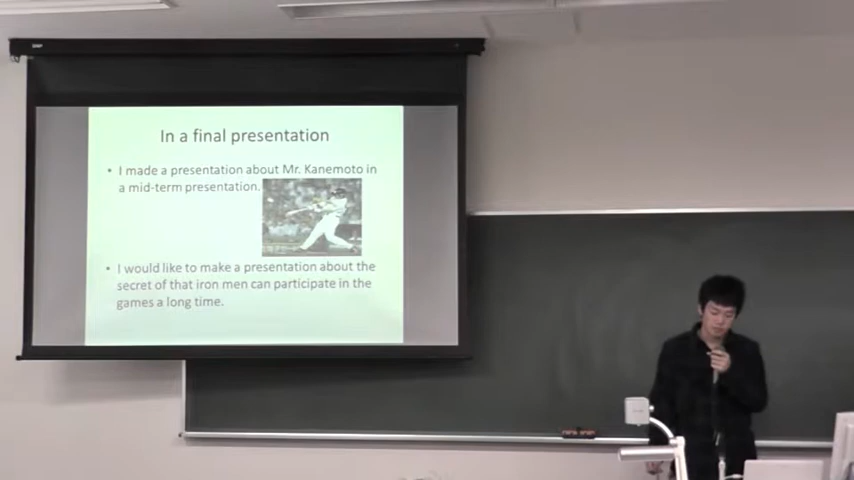 In a final presentation
• I made a presentation about Mr. Kanemoto in
a mid-term presentation.
• I would like to make a presentation about the
secret of that iron men can participate in the
games a long time.